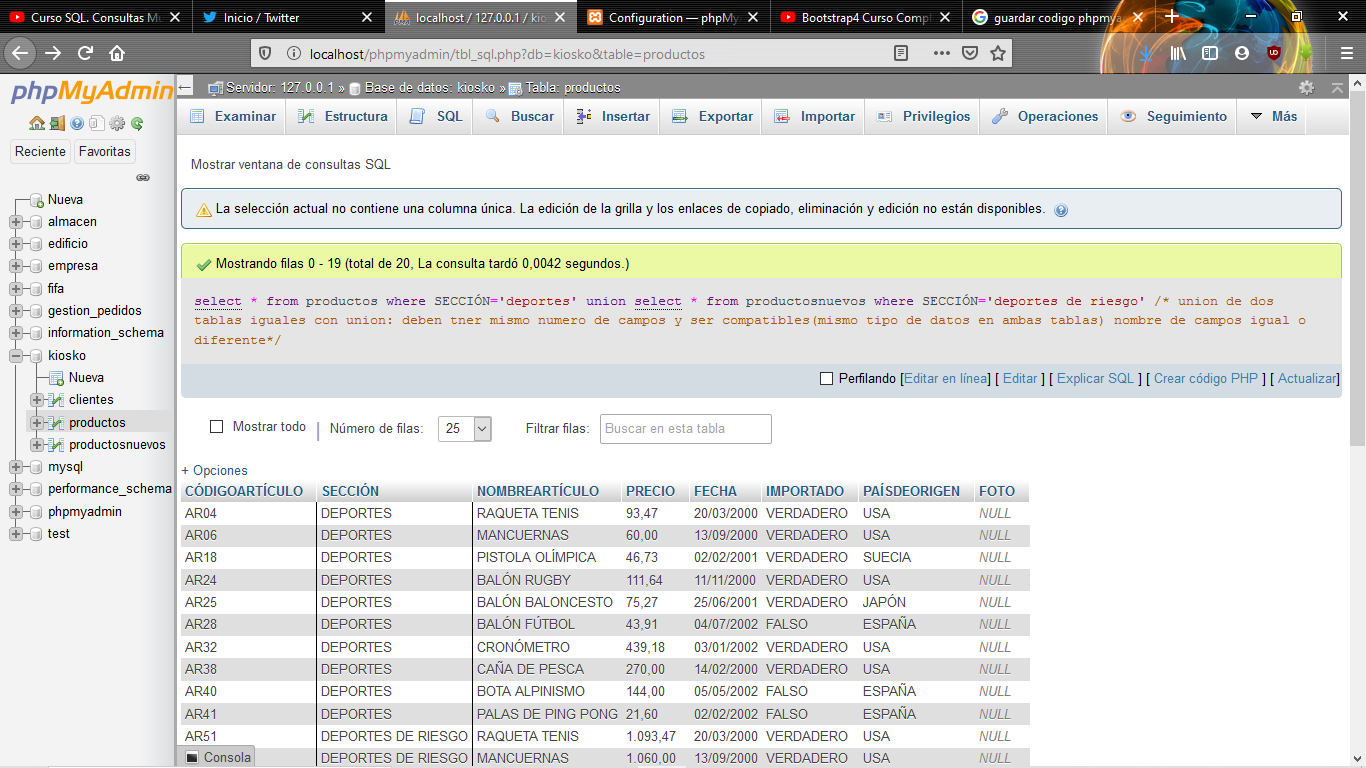 Curso SQL. Consultas Mu
Inicio / Twitter
localhost / 127.0.0.1 / kio
Configuration — phpMy
Bootstrap4 Curso Compl
guardar codigo phpmya
localhost/phpmyadmin/tbl_sql.php?db=kiosko&table=productos
phpMyAdmin
Reciente
Favoritas
Nueva
almacen
edificio
empresa
fifa
gestion_pedidos
information_schema
kiosko
Nueva
clientes
productos
productosnuevos
mysql
performance_schema
phpmyadmin
test
Servidor: 127.0.0.1 » Base de datos: kiosko » Tabla: productos
Examinar
Estructura
SQL
Buscar
Insertar
Exportar
Importar
Privilegios
Operaciones
Seguimiento
Más
Mostrar ventana de consultas SQL
La selección actual no contiene una columna única. La edición de la grilla y los enlaces de copiado, eliminación y edición no están disponibles.
Mostrando filas 0 - 19 (total de 20, La consulta tardó 0,0042 segundos.)
select * from productos where SECCIÓN='deportes' union select * from productosnuevos where SECCIÓN='deportes de riesgo' /* union de dos
tablas iguales con union: deben tner mismo numero de campos y ser compatibles(mismo tipo de datos en ambas tablas) nombre de campos igual o
diferente*/
Perfilando [Editar en línea] [ Editar ] [ Explicar SQL ] [ Crear código PHP ] [ Actualizar]
Mostrar todo
Número de filas:
25
Filtrar filas:
Buscar en esta tabla
+ Opciones
CÓDIGOARTÍCULO SECCIÓN NOMBREARTÍCULO PRECIO FECHA IMPORTADO PAÍSDEORIGEN FOTO
AR04 DEPORTES RAQUETA TENIS 93,47 20/03/2000 VERDADERO USA NULL
AR06 DEPORTES MANCUERNAS 60,00 13/09/2000 VERDADERO USA NULL
AR18 DEPORTES PISTOLA OLÍMPICA 46,73 02/02/2001 VERDADERO SUECIA NULL
AR24 DEPORTES BALÓN RUGBY 111,64 11/11/2000 VERDADERO USA NULL
AR25 DEPORTES BALÓN BALONCESTO 75,27 25/06/2001 VERDADERO JAPÓN NULL
AR28 DEPORTES BALÓN FÚTBOL 43,91 04/07/2002 FALSO ESPAÑA NULL
AR32 DEPORTES CRONÓMETRO 439,18 03/01/2002 VERDADERO USA NULL
AR38 DEPORTES CAÑA DE PESCA 270,00 14/02/2000 VERDADERO USA NULL
AR40 DEPORTES BOTA ALPINISMO 144,00 05/05/2002 FALSO ESPAÑA NULL
AR41 DEPORTES PALAS DE PING PONG 21,60 02/02/2002 FALSO ESPAÑA NULL
AR51 DEPORTES DE RIESGO RAQUETA TENIS 1.093,47 20/03/2000 VERDADERO USA NULL
DEPORTES DE RIESGO MANCUERNAS 1.060,00 13/09/2000 VERDADERO USA NULL
Consola